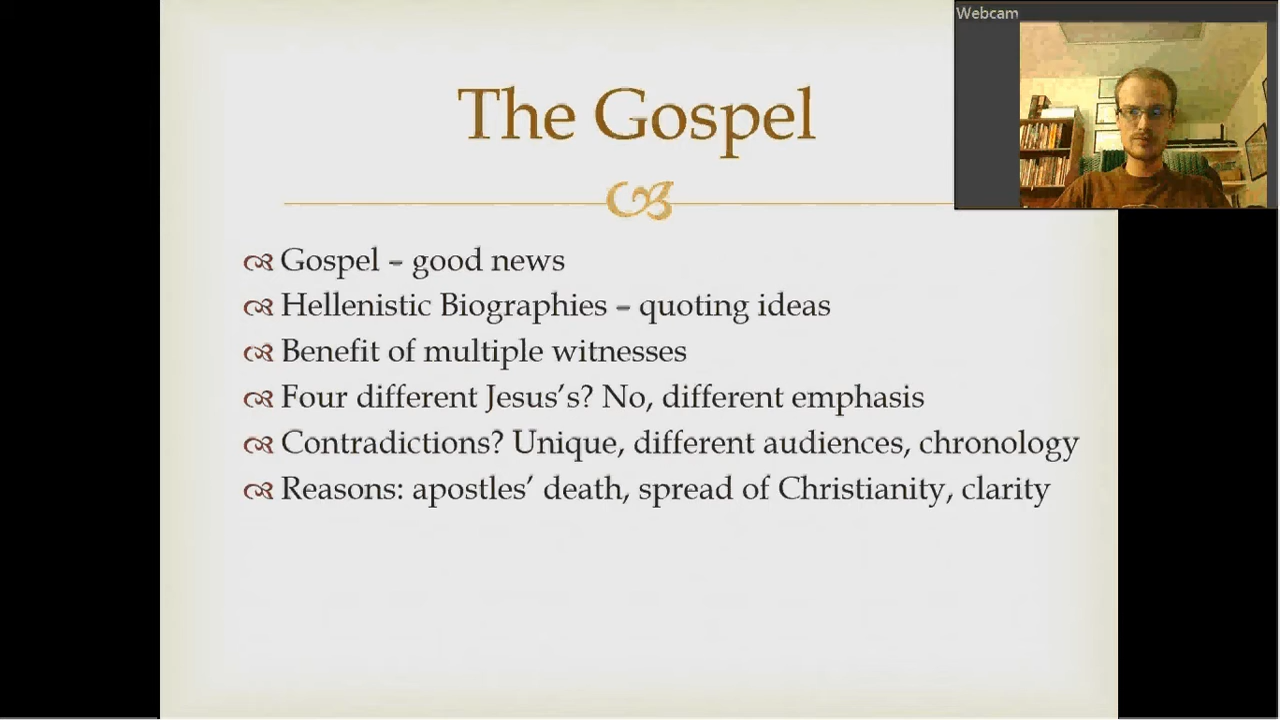 Webcam
The Gospel
Gospel – good news
Hellenistic Biographies – quoting ideas
Benefit of multiple witnesses
Four different Jesus’s? No, different emphasis
Contradictions? Unique, different audiences, chronology
Reasons: apostles’ death, spread of Christianity, clarity